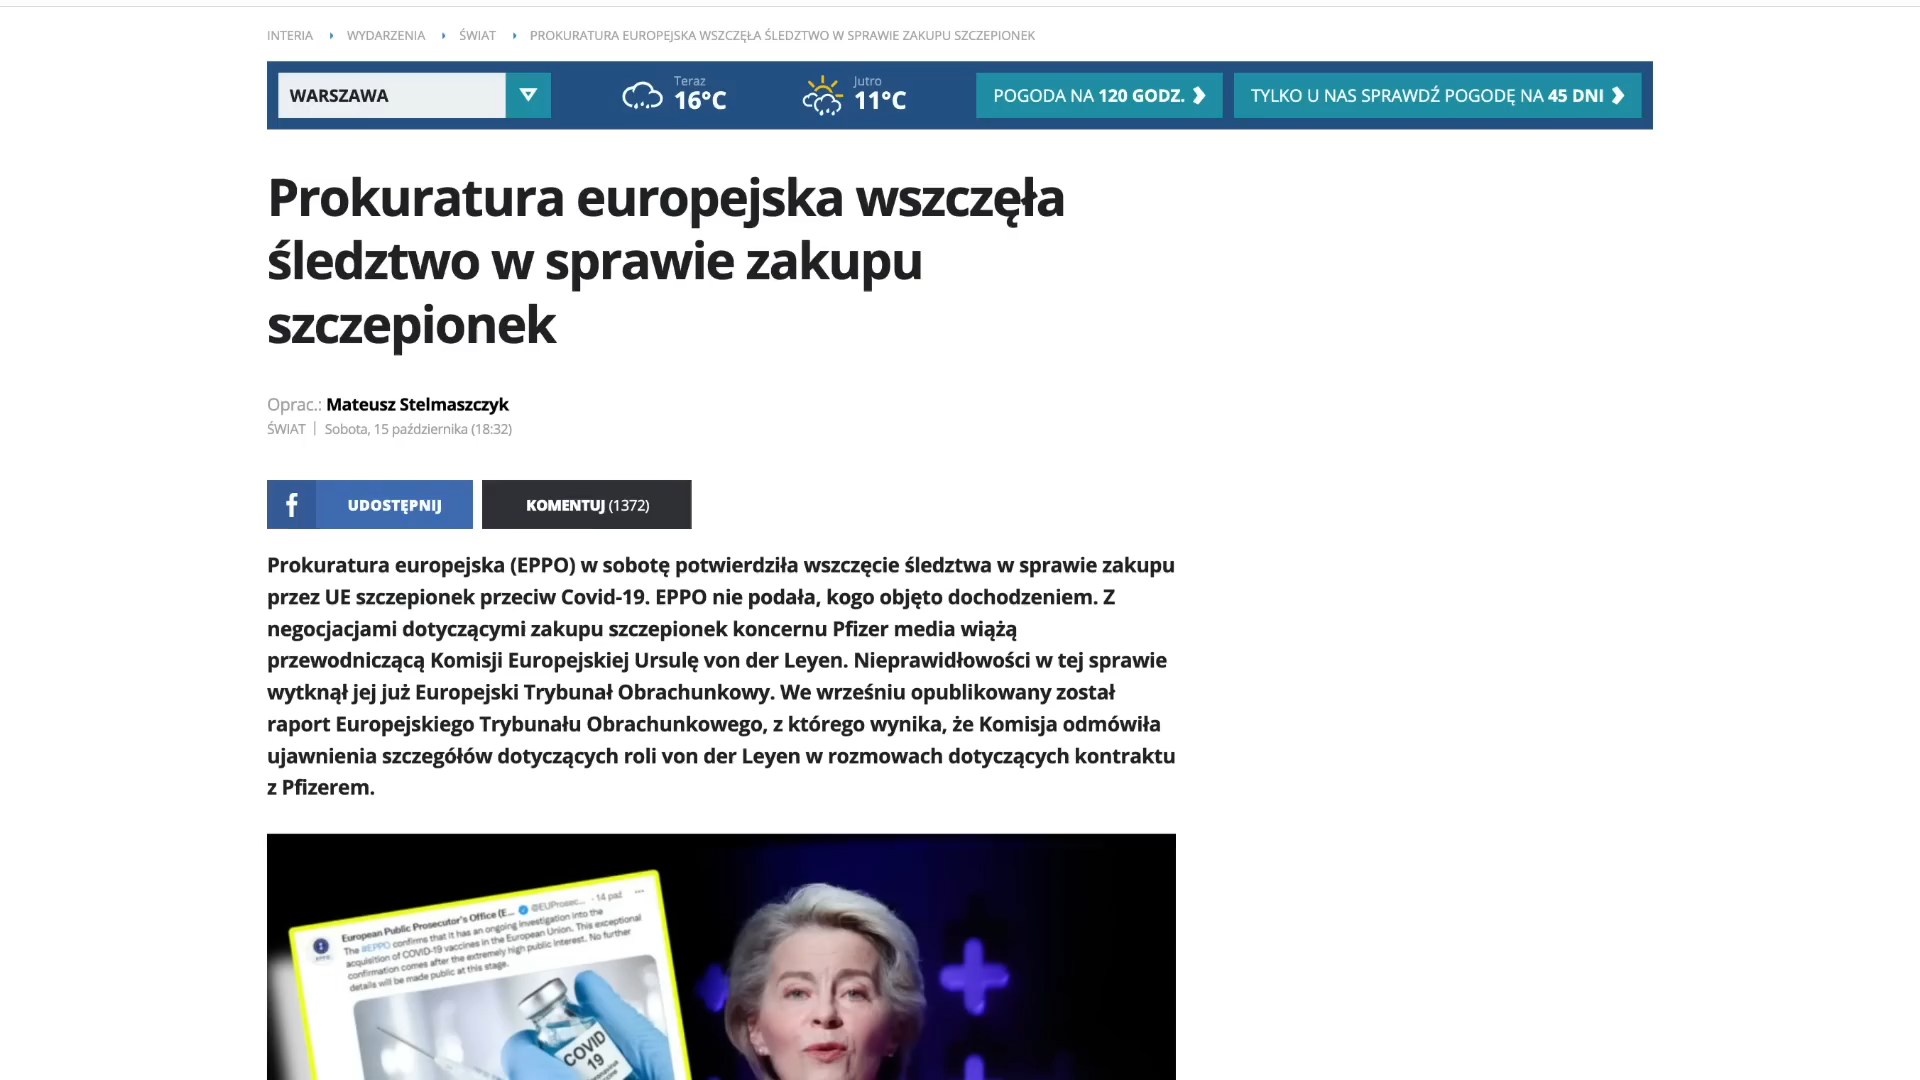 INTERIA WYDARZENIA ŚWIAT PROKURATURA EUROPEJSKA WSZCZĘŁA ŚLEDZTWO W SPRAWIE ZAKUPU SZCZEPIONEK
WARSZAWA
Teraz
16°C
Jutro
11°C
POGODA NA 120 GODZ.
TYLKO U NAS SPRAWDŹ POGODĘ NA 45 DNI
Prokuratura europejska wszczęła
śledztwo w sprawie zakupu
szczepionek
Oprac.: Mateusz Stelmaszczyk
ŚWIAT | Sobota, 15 października (18:32)
UDOSTĘPNIJ
KOMENTUJ (1372)
Prokuratura europejska (EPPO) w sobotę potwierdziła wszczęcie śledztwa w sprawie zakupu
przez UE szczepionek przeciw Covid-19. EPPO nie podała, kogo objęto dochodzeniem. Z
negocjacjami dotyczącymi zakupu szczepionek koncernu Pfizer media wiążą
przewodniczącą Komisji Europejskiej Ursulę von der Leyen. Nieprawidłowości w tej sprawie
wytknął jej już Europejski Trybunał Obrachunkowy. We wrześniu opublikowany został
raport Europejskiego Trybunału Obrachunkowego, z którego wynika, że Komisja odmówiła
ujawnienia szczegółów dotyczących roli von der Leyen w rozmowach dotyczących kontraktu
z Pfizerem.
European Public Prosecutor's Office (E... @EUProsec... · 14 paź
The #EPPO confirms that it has an ongoing investigation into the
acquisition of COVID-19 vaccines in the European Union. This exceptional
confirmation comes after the extremely high public interest. No further
details will be made public at this stage.
COVID
19